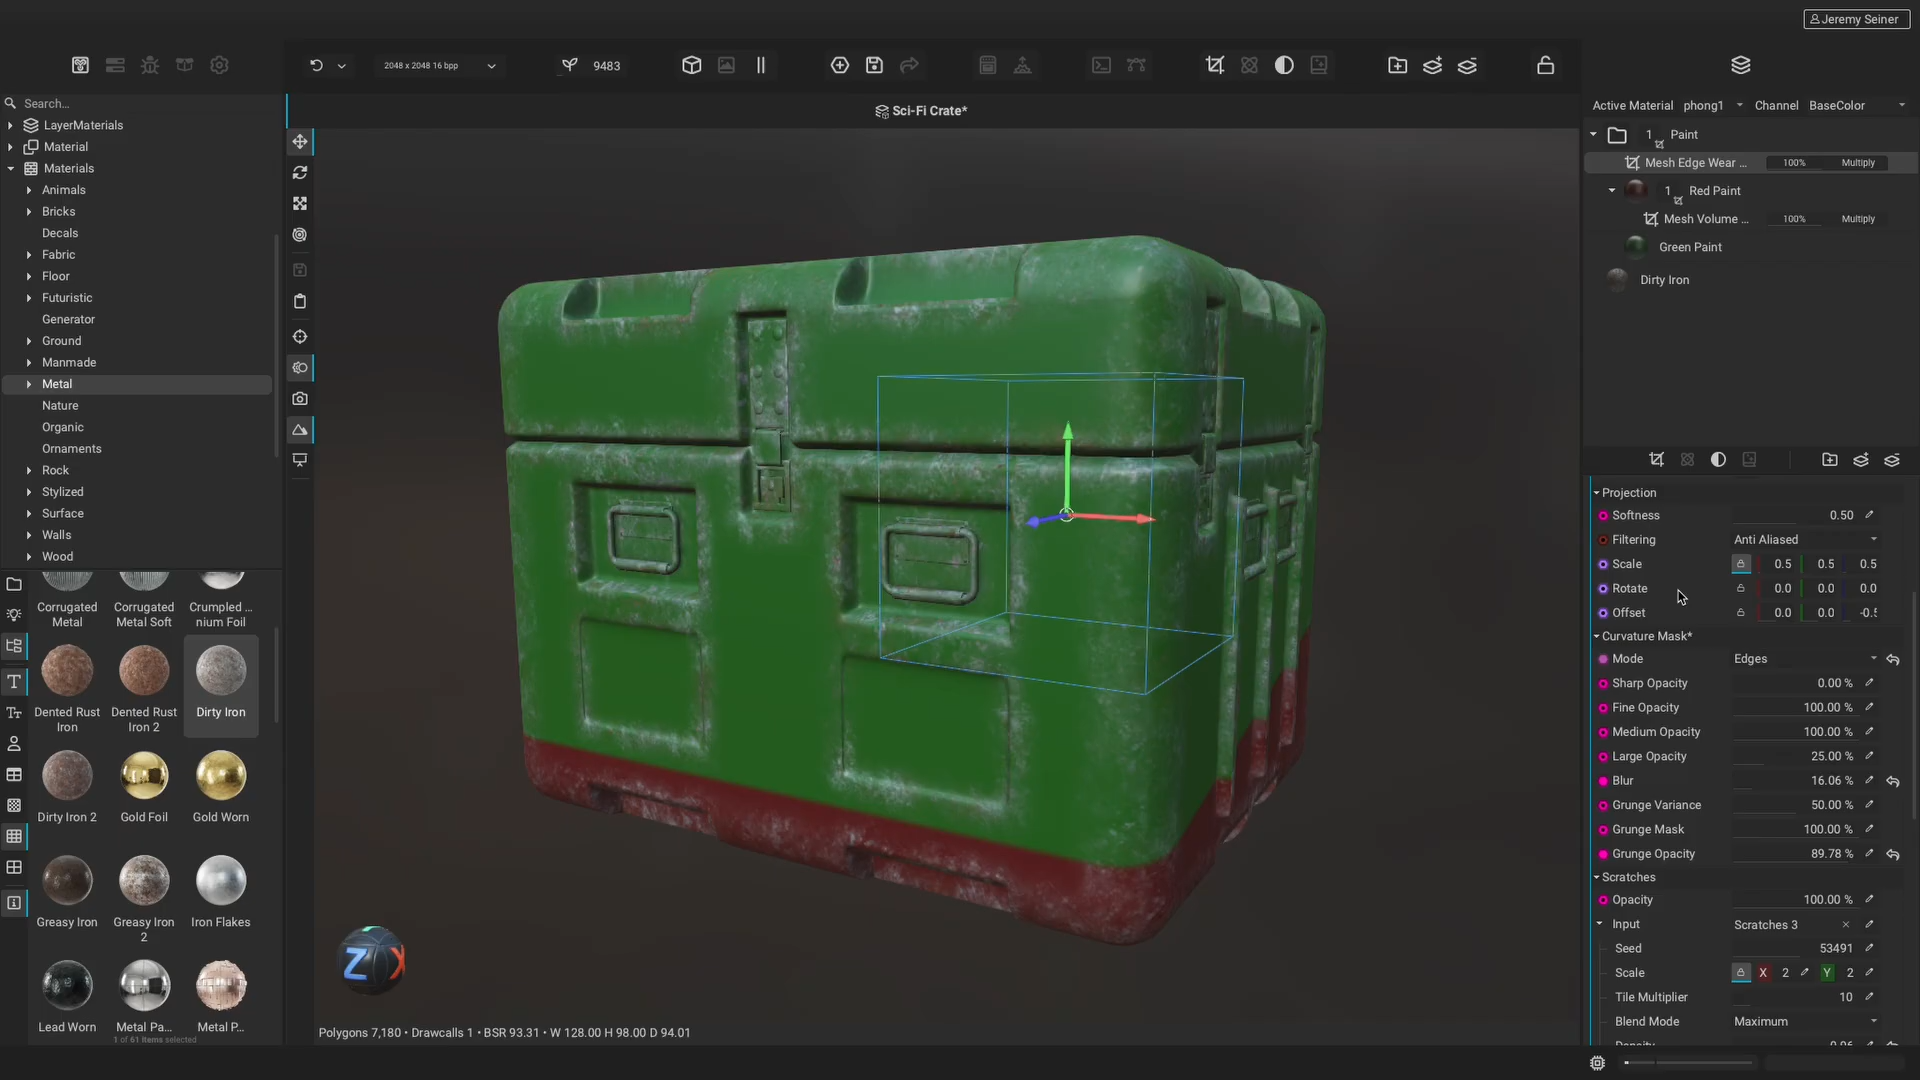 Jeremy Seiner
2048 x 2048 16 bpp
9483
Search...
LayerMaterials
Material
Materials
Animals
Bricks
Decals
Fabric
Floor
Futuristic
Generator
Ground
Manmade
Metal
Nature
Organic
Ornaments
Rock
Stylized
Surface
Walls
Wood
Corrugated Metal
Corrugated Metal Soft
Crumpled ... nium Foil
Dented Rust Iron
Dented Rust Iron 2
Dirty Iron
Dirty Iron 2
Gold Foil
Gold Worn
Greasy Iron
Greasy Iron 2
Iron Flakes
Lead Worn
Metal Pa...
Metal P...
1 of 61 items selected
Sci-Fi Crate*
Z X
Polygons 7,180 • Drawcalls 1 • BSR 93.31 • W 128.00 H 98.00 D 94.01
Active Material phong1 Channel BaseColor
1 Paint
Mesh Edge Wear ... 100% Multiply
1 Red Paint
Mesh Volume ... 100% Multiply
Green Paint
Dirty Iron
Projection
Softness 0.50
Filtering Anti Aliased
Scale 0.5 0.5 0.5
Rotate 0.0 0.0 0.0
Offset 0.0 0.0 -0.5
Curvature Mask*
Mode Edges
Sharp Opacity 0.00 %
Fine Opacity 100.00 %
Medium Opacity 100.00 %
Large Opacity 25.00 %
Blur 16.06 %
Grunge Variance 50.00 %
Grunge Mask 100.00 %
Grunge Opacity 89.78 %
Scratches
Opacity 100.00 %
Input Scratches 3
Seed 53491
Scale X 2 Y 2
Tile Multiplier 10
Blend Mode Maximum